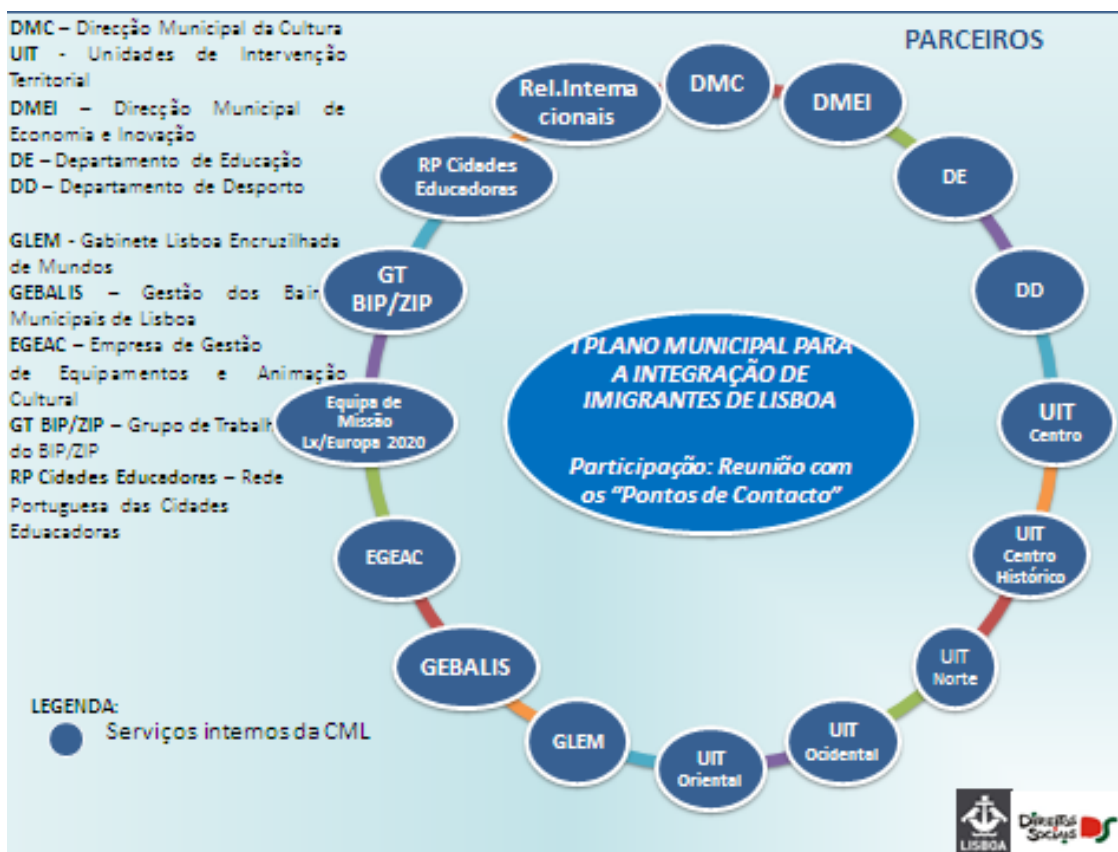 DMC – Direcção Municipal da Cultura
UIT - Unidades de Intervenção
Territorial
DMEI – Direcção Municipal de
Economia e Inovação
DE – Departamento de Educação
DD – Departamento de Desporto
GLEM - Gabinete Lisboa Encruzilhada
de Mundos
GEBALIS – Gestão dos Bair
Municipais de Lisboa
EGEAC – Empresa de Gestão
de Equipamentos e Animação
Cultural
GT BIP/ZIP – Grupo de Trabalh
do BIP/ZIP
RP Cidades Educadoras – Rede
Portuguesa das Cidades
Eduacadoras
PARCEIROS
DMC
DMEI
DE
DD
UIT
Centro
UIT
Centro
Histórico
UIT
Norte
UIT
Ocidental
UIT
Oriental
GLEM
GEBALIS
EGEAC
Equipa de
Missão
Lx/Europa 2020
GT
BIP/ZIP
RP Cidades
Educadoras
Rel.Interna
cionais
I PLANO MUNICIPAL PARA
A INTEGRAÇÃO DE
IMIGRANTES DE LISBOA
Participação: Reunião com
os “Pontos de Contacto”
LEGENDA:
Serviços internos da CML
LISBOA
Direitos
Sociais